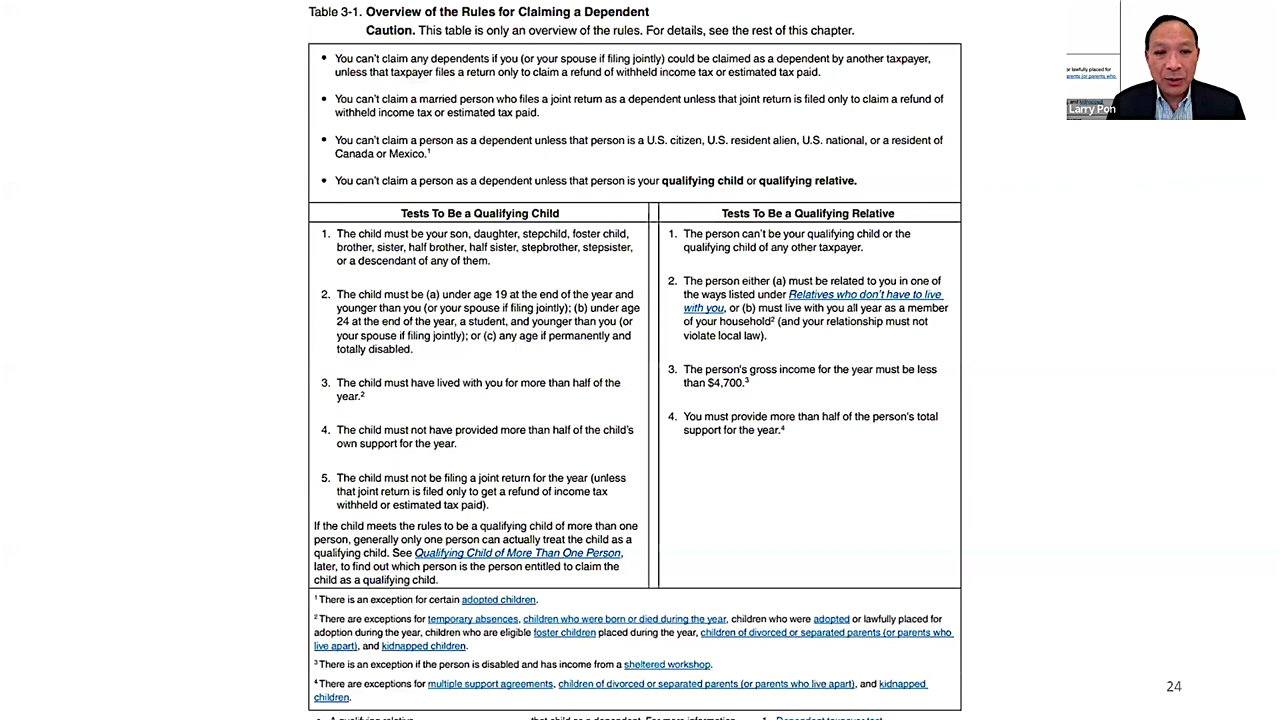 Table 3-1. Overview of the Rules for Claiming a Dependent
Caution. This table is only an overview of the rules. For details, see the rest of this chapter.
• You can't claim any dependents if you (or your spouse if filing jointly) could be claimed as a dependent by another taxpayer,
unless that taxpayer files a return only to claim a refund of withheld income tax or estimated tax paid.
• You can't claim a married person who files a joint return as a dependent unless that joint return is filed only to claim a refund of
withheld income tax or estimated tax paid.
• You can't claim a person as a dependent unless that person is a U.S. citizen, U.S. resident alien, U.S. national, or a resident of
Canada or Mexico.¹
• You can't claim a person as a dependent unless that person is your qualifying child or qualifying relative.
Tests To Be a Qualifying Child
1. The child must be your son, daughter, stepchild, foster child,
brother, sister, half brother, half sister, stepbrother, stepsister,
or a descendant of any of them.
2. The child must be (a) under age 19 at the end of the year and
younger than you (or your spouse if filing jointly); (b) under age
24 at the end of the year, a student, and younger than you (or
your spouse if filing jointly); or (c) any age if permanently and
totally disabled.
3. The child must have lived with you for more than half of the
year.²
4. The child must not have provided more than half of the child's
own support for the year.
5. The child must not be filing a joint return for the year (unless
that joint return is filed only to get a refund of income tax
withheld or estimated tax paid).
If the child meets the rules to be a qualifying child of more than one
person, generally only one person can actually treat the child as a
qualifying child. See Qualifying Child of More Than One Person,
later, to find out which person is the person entitled to claim the
child as a qualifying child.
Tests To Be a Qualifying Relative
1. The person can't be your qualifying child or the
qualifying child of any other taxpayer.
2. The person either (a) must be related to you in one of
the ways listed under Relatives who don't have to live
with you, or (b) must live with you all year as a member
of your household² (and your relationship must not
violate local law).
3. The person's gross income for the year must be less
than $4,700.³
4. You must provide more than half of the person's total
support for the year.⁴
¹ There is an exception for certain adopted children.
² There are exceptions for temporary absences, children who were born or died during the year, children who were adopted or lawfully placed for
adoption during the year, children who are eligible foster children placed during the year, children of divorced or separated parents (or parents who
live apart), and kidnapped children.
³ There is an exception if the person is disabled and has income from a sheltered workshop.
⁴ There are exceptions for multiple support agreements, children of divorced or separated parents (or parents who live apart), and kidnapped
children.
• A qualifying relative
that child as a dependent. For more information
1. Dependent taxpayer test
or lawfully placed for
arents (or parents who
and kidnapped
Larry Pon
24